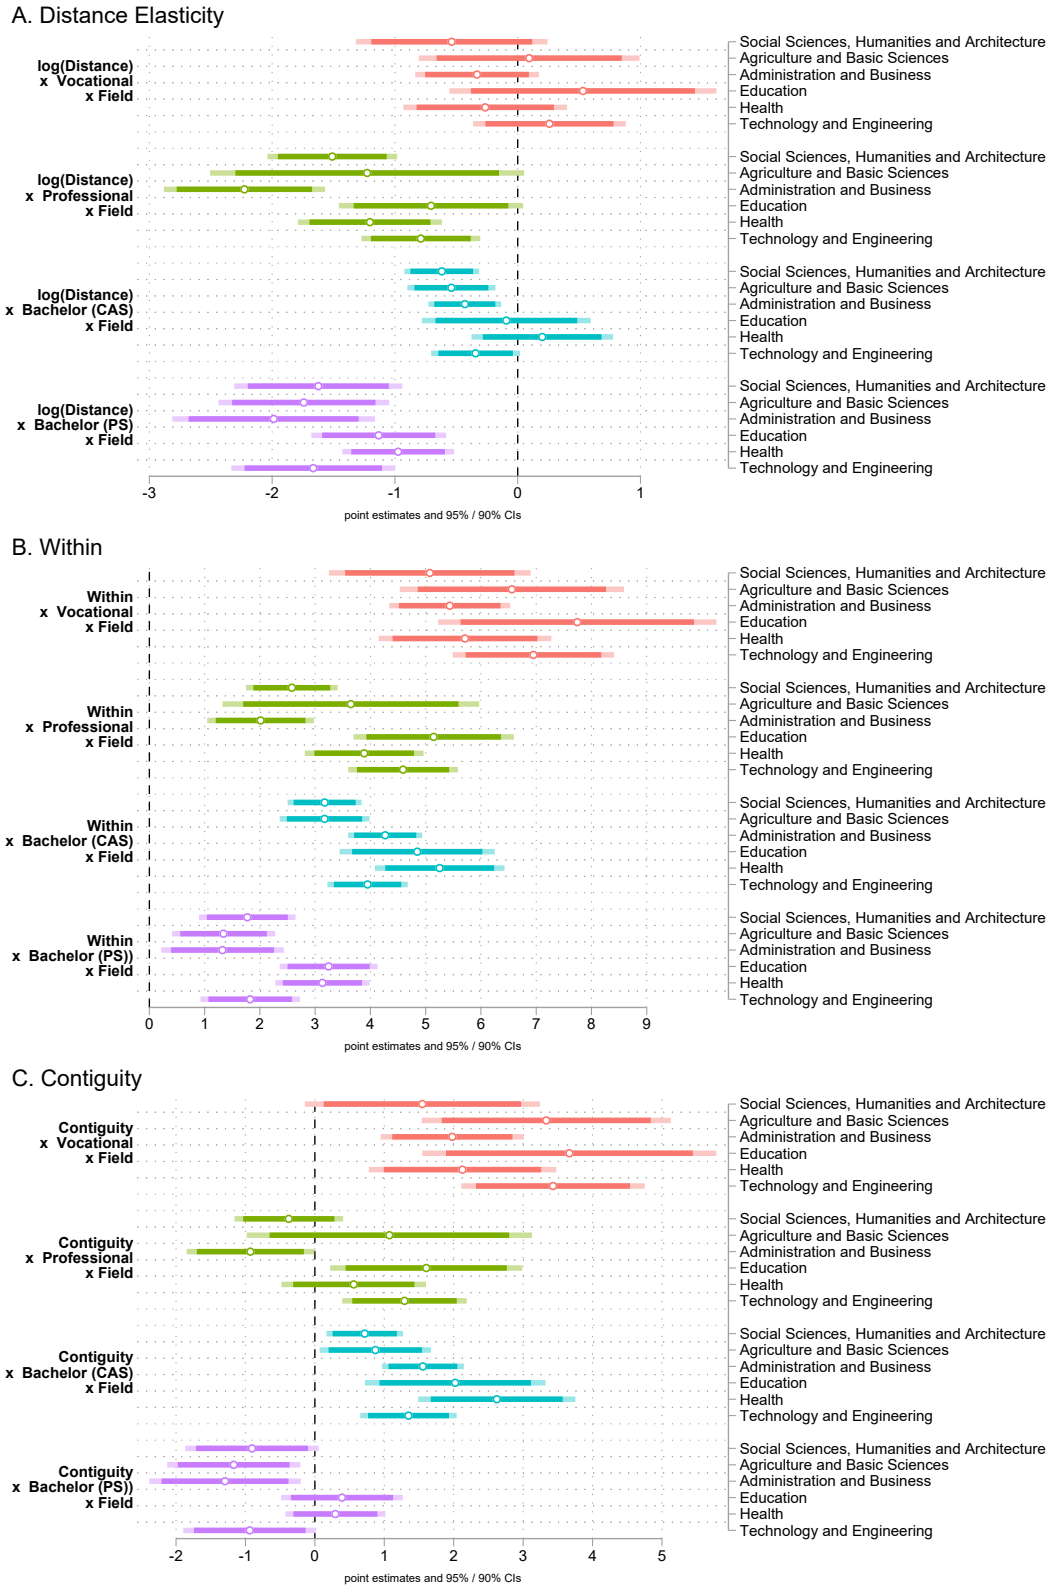 A. Distance Elasticity
log(Distance)
x Vocational
x Field
Social Sciences, Humanities and Architecture
Agriculture and Basic Sciences
Administration and Business
Education
Health
Technology and Engineering
log(Distance)
x Professional
x Field
Social Sciences, Humanities and Architecture
Agriculture and Basic Sciences
Administration and Business
Education
Health
Technology and Engineering
log(Distance)
x Bachelor (CAS)
x Field
Social Sciences, Humanities and Architecture
Agriculture and Basic Sciences
Administration and Business
Education
Health
Technology and Engineering
log(Distance)
x Bachelor (PS)
x Field
Social Sciences, Humanities and Architecture
Agriculture and Basic Sciences
Administration and Business
Education
Health
Technology and Engineering
-3 -2 -1 0 1
point estimates and 95% / 90% CIs
B. Within
Within
x Vocational
x Field
Social Sciences, Humanities and Architecture
Agriculture and Basic Sciences
Administration and Business
Education
Health
Technology and Engineering
Within
x Professional
x Field
Social Sciences, Humanities and Architecture
Agriculture and Basic Sciences
Administration and Business
Education
Health
Technology and Engineering
Within
x Bachelor (CAS)
x Field
Social Sciences, Humanities and Architecture
Agriculture and Basic Sciences
Administration and Business
Education
Health
Technology and Engineering
Within
x Bachelor (PS))
x Field
Social Sciences, Humanities and Architecture
Agriculture and Basic Sciences
Administration and Business
Education
Health
Technology and Engineering
0 1 2 3 4 5 6 7 8 9
point estimates and 95% / 90% CIs
C. Contiguity
Contiguity
x Vocational
x Field
Social Sciences, Humanities and Architecture
Agriculture and Basic Sciences
Administration and Business
Education
Health
Technology and Engineering
Contiguity
x Professional
x Field
Social Sciences, Humanities and Architecture
Agriculture and Basic Sciences
Administration and Business
Education
Health
Technology and Engineering
Contiguity
x Bachelor (CAS)
x Field
Social Sciences, Humanities and Architecture
Agriculture and Basic Sciences
Administration and Business
Education
Health
Technology and Engineering
Contiguity
x Bachelor (PS))
x Field
Social Sciences, Humanities and Architecture
Agriculture and Basic Sciences
Administration and Business
Education
Health
Technology and Engineering
-2 -1 0 1 2 3 4 5
point estimates and 95% / 90% CIs